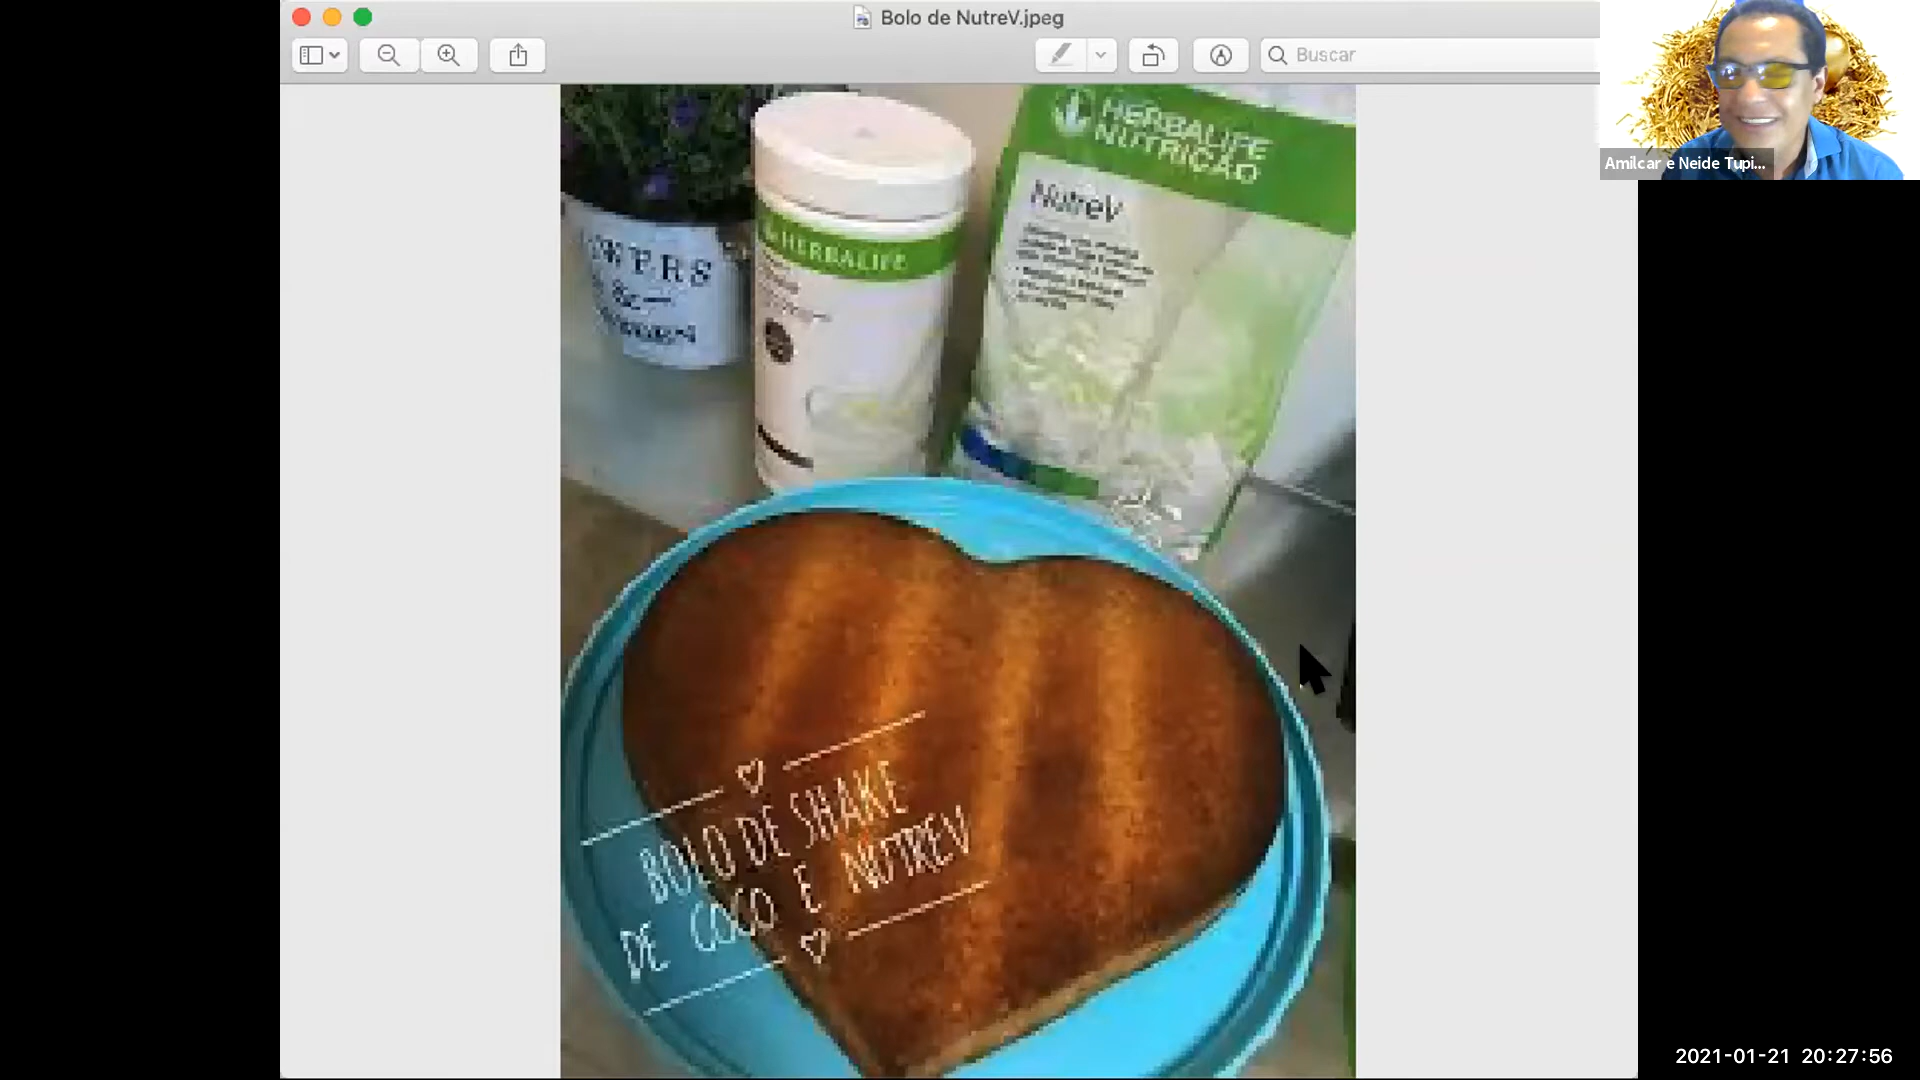 Bolo de NutreV.jpeg
Buscar
Amilcar e Neide Tupi...
HERBALIFE
NUTRIÇÃO
NutreV
HERBALIFE
WERS
&
BOLO DE SHAKE
DE COCO E NUTREV
2021-01-21 20:27:56